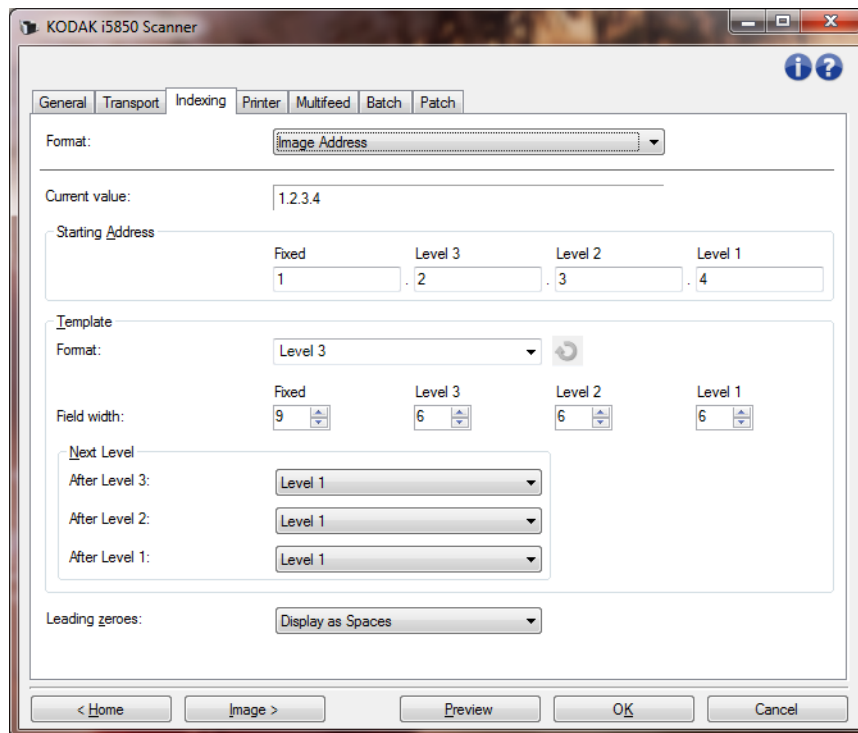 KODAK i5850 Scanner
General Transport Indexing Printer Multifeed Batch Patch
Format: Image Address
Current value: 1.2.3.4
Starting Address
Fixed Level 3 Level 2 Level 1
1 . 2 . 3 . 4
Template
Format: Level 3
Fixed Level 3 Level 2 Level 1
Field width: 9 6 6 6
Next Level
After Level 3: Level 1
After Level 2: Level 1
After Level 1: Level 1
Leading zeroes: Display as Spaces
< Home Image > Preview OK Cancel